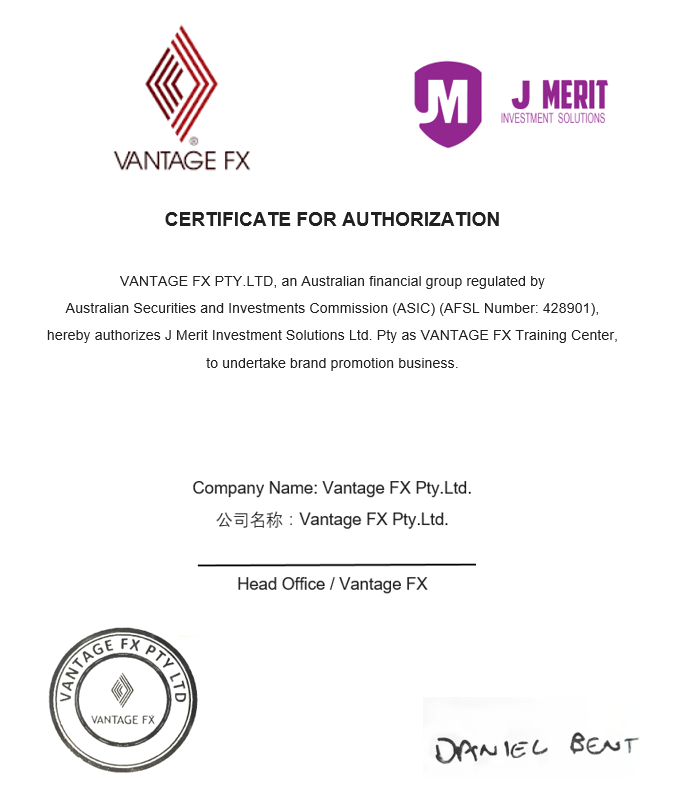 VANTAGE FX
JM
J MERIT
INVESTMENT SOLUTIONS
CERTIFICATE FOR AUTHORIZATION
VANTAGE FX PTY.LTD, an Australian financial group regulated by
Australian Securities and Investments Commission (ASIC) (AFSL Number: 428901),
hereby authorizes J Merit Investment Solutions Ltd. Pty as VANTAGE FX Training Center,
to undertake brand promotion business.
Company Name: Vantage FX Pty.Ltd.
公司名称：Vantage FX Pty.Ltd.
Head Office / Vantage FX
VANTAGE FX PTY LTD
VANTAGE FX
DANIEL BENT